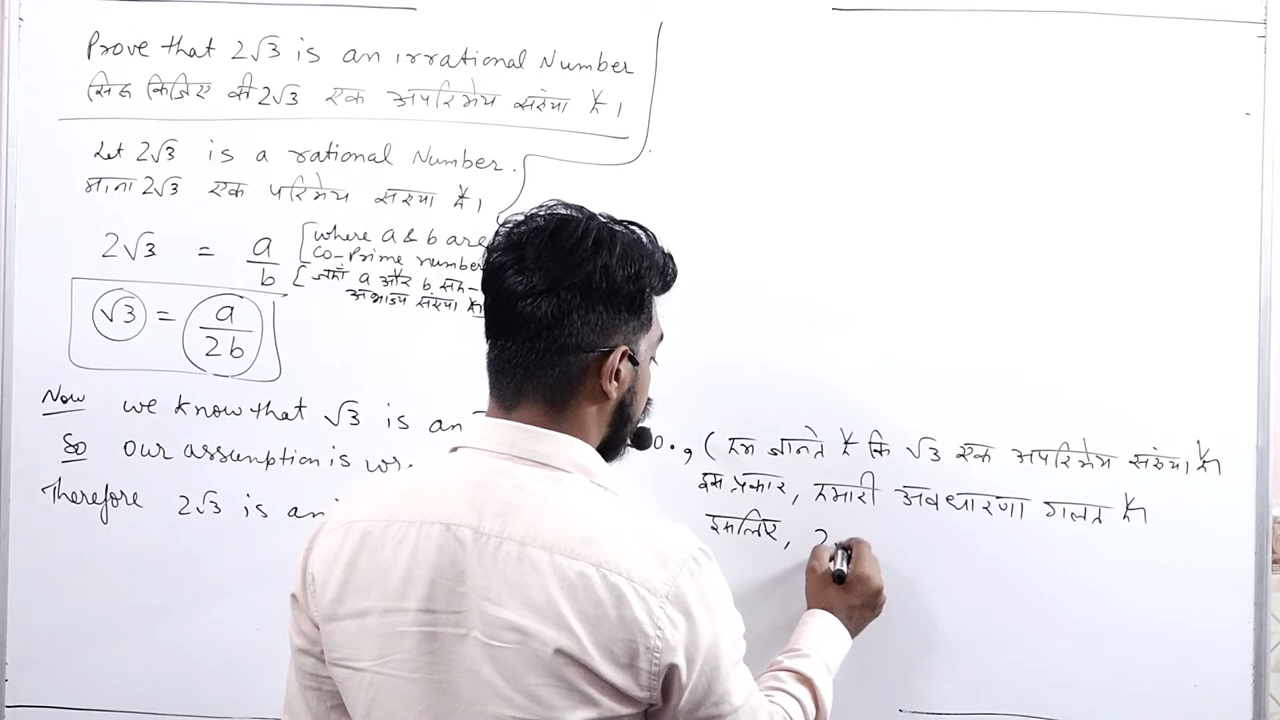 Prove that 2√3 is an irrational Number
सिद्ध किजिए की 2√3 एक अपरिमेय संख्या है।
Let 2√3 is a rational Number.
माना 2√3 एक परिमेय संख्या है।
2√3 = a/b [where a & b are
co-prime number
[जहाँ a और b सह-
अभाज्य संख्या है]
√3 = a/2b
Now we know that √3 is an
So our assumption is wr
Therefore 2√3 is an
no., (हम जानते है कि √3 एक अपरिमेय संख्या है।
इस प्रकार, हमारी अवधारणा गलत है।
इसलिए, 2